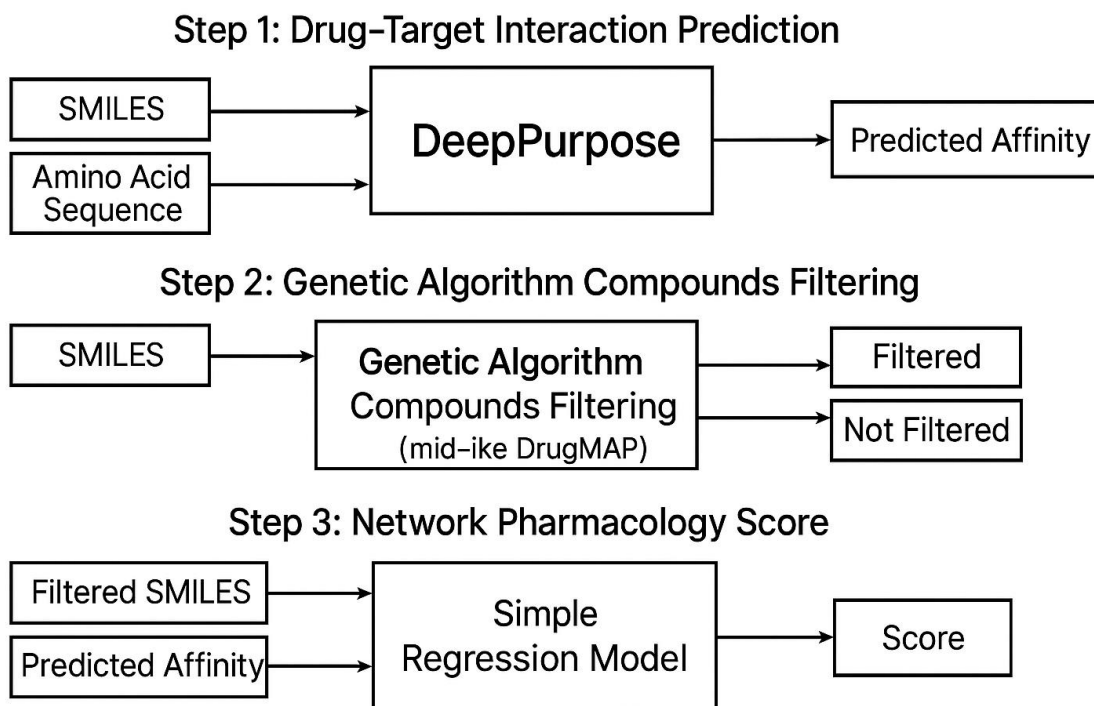 Step 1: Drug–Target Interaction Prediction
SMILES
Amino Acid
Sequence
DeepPurpose
Predicted Affinity
Step 2: Genetic Algorithm Compounds Filtering
SMILES
Genetic Algorithm
Compounds Filtering
(mid–ike DrugMAP)
Filtered
Not Filtered
Step 3: Network Pharmacology Score
Filtered SMILES
Predicted Affinity
Simple
Regression Model
Score